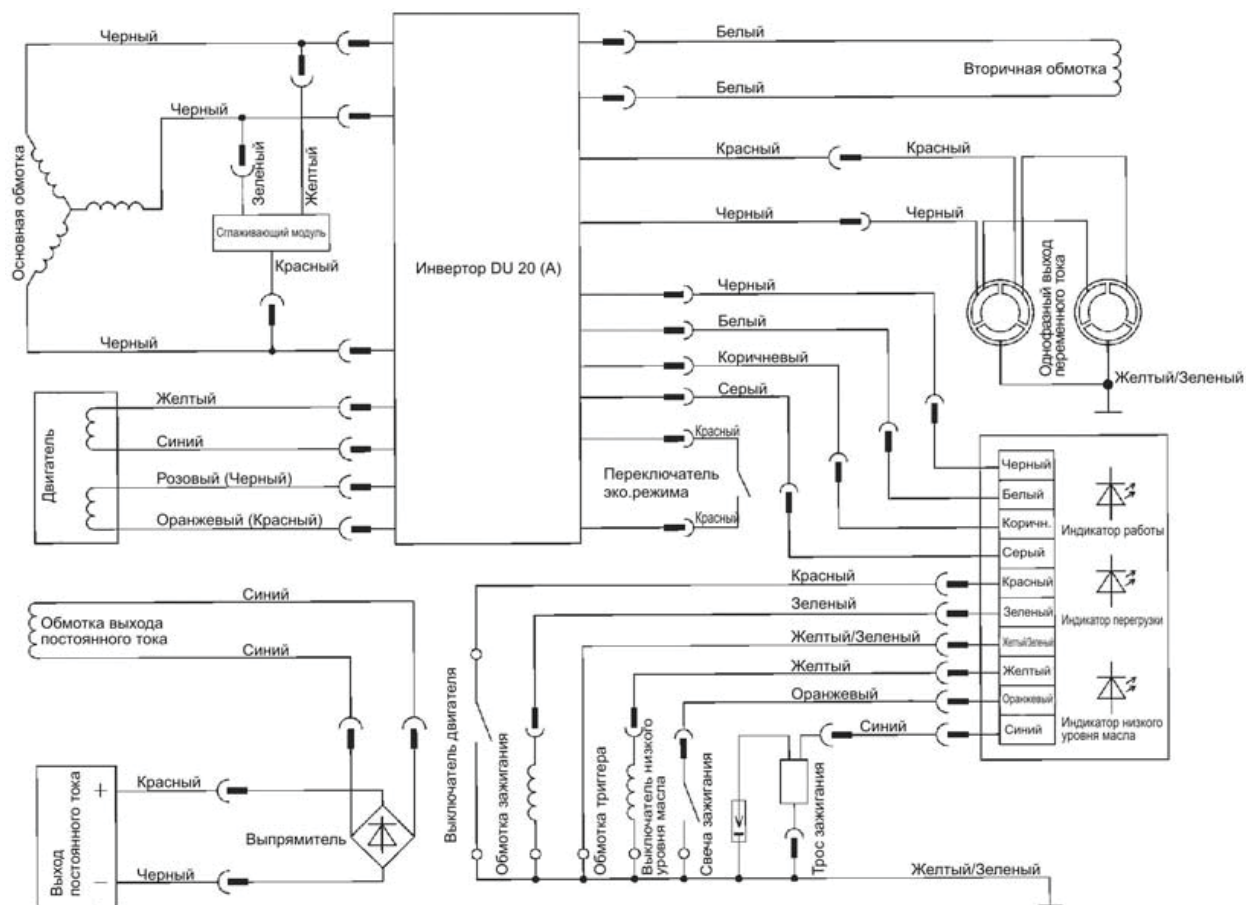 Черный
Белый
Вторичная обмотка
Белый
Черный
Зеленый
Желтый
Красный
Красный
Основная обмотка
Черный
Черный
Сглаживающий модуль
Красный
Инвертор DU 20 (A)
Однофазный выход
переменного тока
Черный
Белый
Черный
Коричневый
Желтый/Зеленый
Серый
Двигатель
Желтый
Синий
Розовый (Черный)
Оранжевый (Красный)
Красный
Переключатель
эко.режима
Красный
Черный
Белый
Коричн.
Серый
Красный
Зеленый
Желтый/Зеленый
Желтый
Оранжевый
Синий
Индикатор работы
Индикатор перегрузки
Индикатор низкого
уровня масла
Красный
Зеленый
Желтый/Зеленый
Желтый
Оранжевый
Синий
Синий
Обмотка выхода
постоянного тока
Синий
Выход
постоянного тока
+
–
Красный
Выпрямитель
Черный
Выключатель двигателя
Обмотка зажигания
Обмотка триггера
Выключатель низкого
уровня масла
Свеча зажигания
Трос зажигания
Желтый/Зеленый